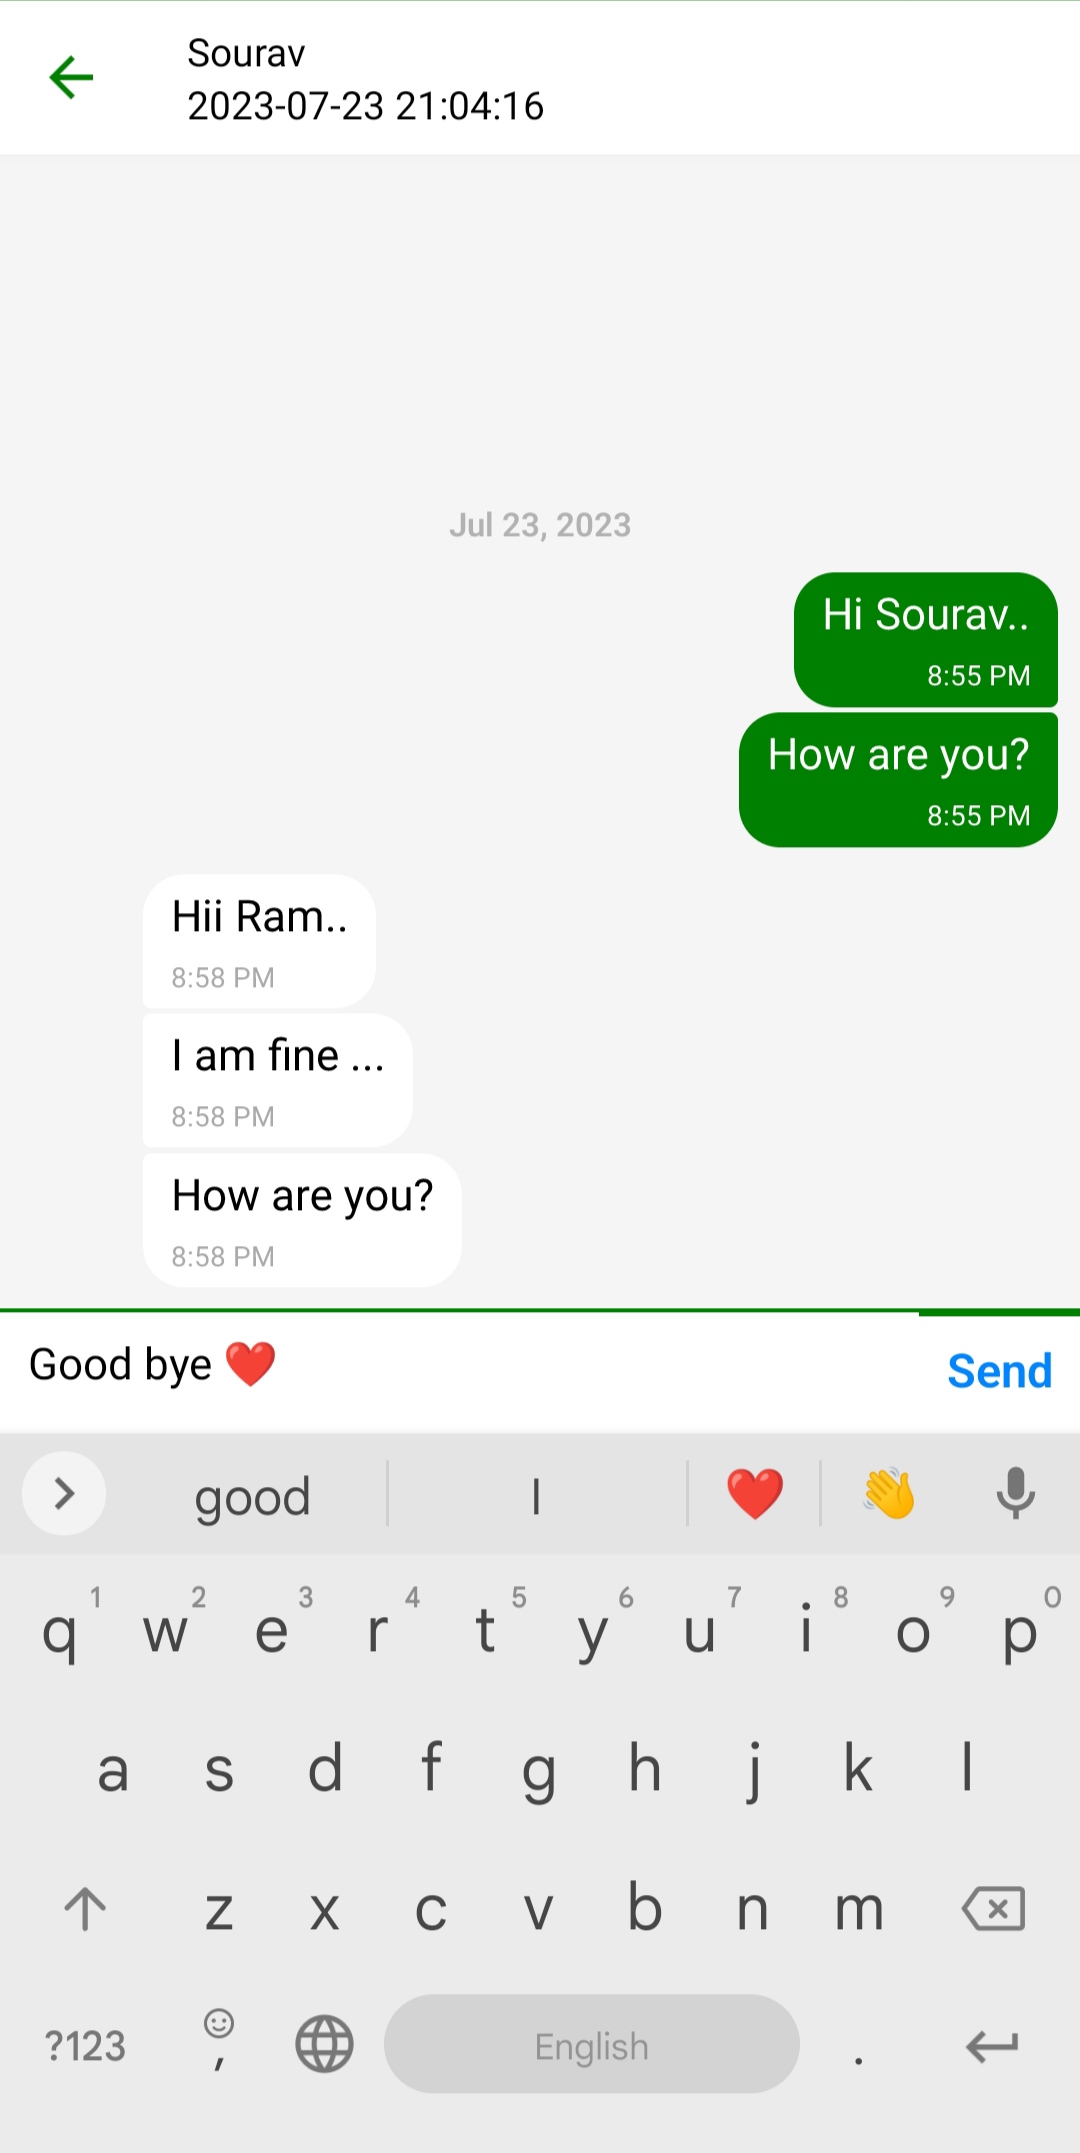 Sourav
2023-07-23 21:04:16
Jul 23, 2023
Hi Sourav..
8:55 PM
How are you?
8:55 PM
Hii Ram..
8:58 PM
I am fine ...
8:58 PM
How are you?
8:58 PM
Good bye ❤️
Send
good I ❤️ 👋
1 2 3 4 5 6 7 8 9 0
q w e r t y u i o p
a s d f g h j k l
z x c v b n m
?123 , English .